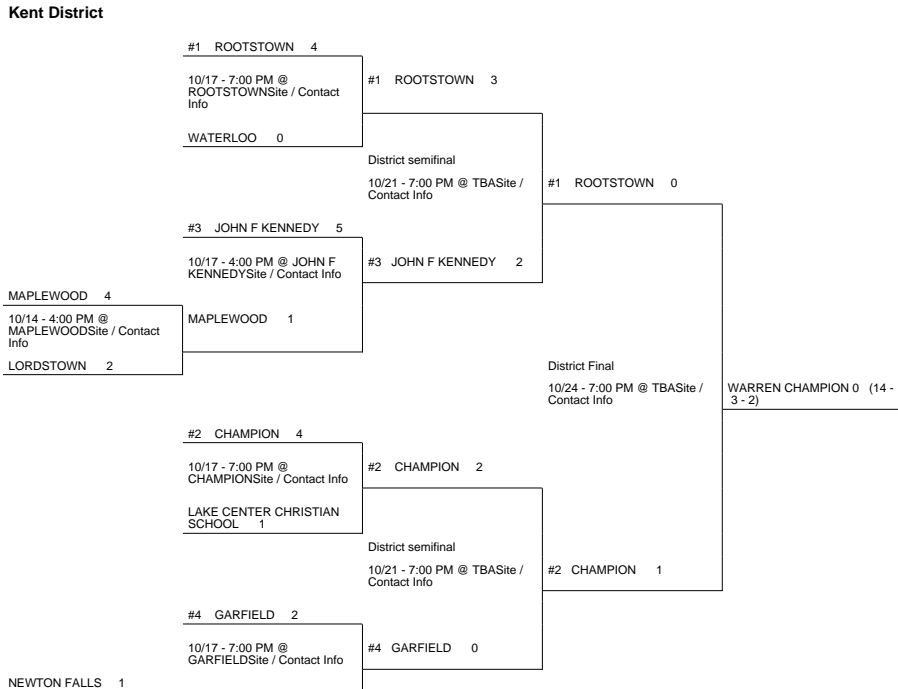 Kent District
#1 ROOTSTOWN 4
10/17 - 7:00 PM @
ROOTSTOWNSite / Contact
Info
WATERLOO 0
#1 ROOTSTOWN 3
District semifinal
10/21 - 7:00 PM @ TBASite /
Contact Info
#1 ROOTSTOWN 0
#3 JOHN F KENNEDY 5
10/17 - 4:00 PM @ JOHN F
KENNEDYSite / Contact Info
#3 JOHN F KENNEDY 2
MAPLEWOOD 4
10/14 - 4:00 PM @
MAPLEWOODSite / Contact
Info
LORDSTOWN 2
MAPLEWOOD 1
District Final
10/24 - 7:00 PM @ TBASite /
Contact Info
WARREN CHAMPION 0 (14 -
3 - 2)
#2 CHAMPION 4
10/17 - 7:00 PM @
CHAMPIONSite / Contact Info
LAKE CENTER CHRISTIAN
SCHOOL 1
#2 CHAMPION 2
District semifinal
10/21 - 7:00 PM @ TBASite /
Contact Info
#2 CHAMPION 1
#4 GARFIELD 2
10/17 - 7:00 PM @
GARFIELDSite / Contact Info
#4 GARFIELD 0
NEWTON FALLS 1